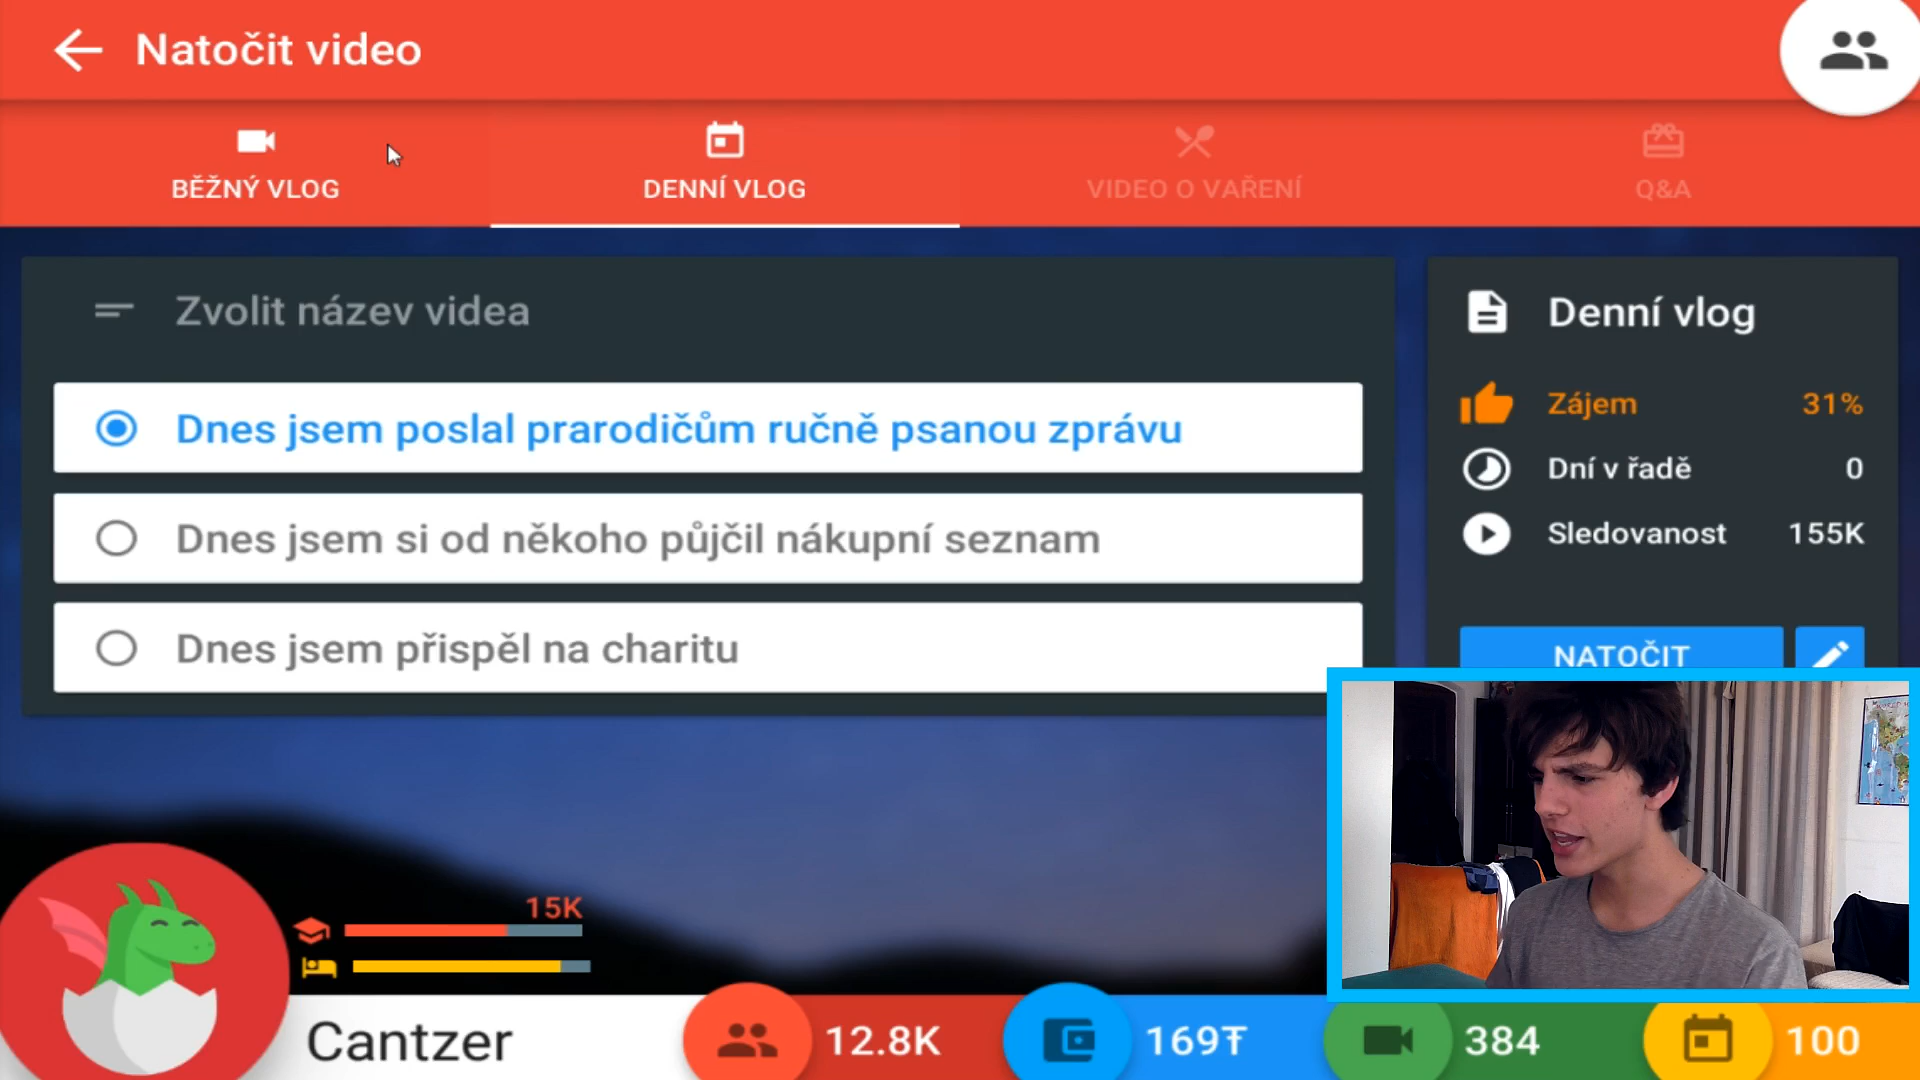 Natočit video
BĚŽNÝ VLOG
DENNÍ VLOG
VIDEO O VAŘENÍ
Q&A
Zvolit název videa
Dnes jsem poslal prarodičům ručně psanou zprávu
Dnes jsem si od někoho půjčil nákupní seznam
Dnes jsem přispěl na charitu
Denní vlog
Zájem 31%
Dní v řadě 0
Sledovanost 155K
NATOČIT
15K
Cantzer
12.8K
169Ŧ
384
100